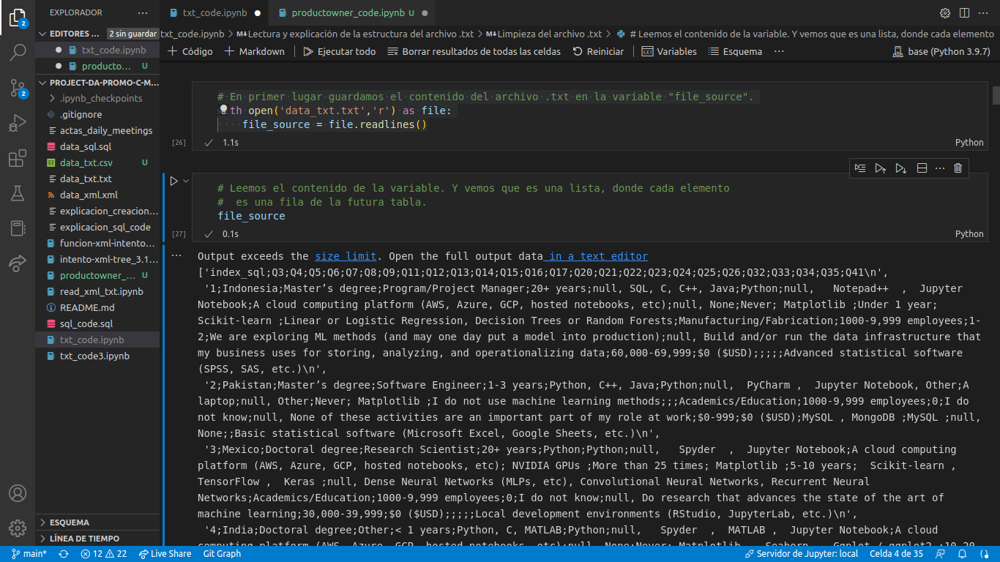 EXPLORADOR
···
txt_code.ipynb
productowner_code.ipynb U
EDITORES ... 2 sin guardar
txt_code.ipynb > M↓Lectura y explicación de la estructura del archivo .txt > M↓Limpieza del archivo .txt > # Leemos el contenido de la variable. Y vemos que es una lista, donde cada elemento
txt_code.ipynb
producto... U
+ Código + Markdown Ejecutar todo Borrar resultados de todas las celdas Reiniciar Variables Esquema ··· base (Python 3.9.7)
PROJECT-DA-PROMO-C-M...
.ipynb_checkpoints
.gitignore
actas_daily_meetings
data_sql.sql
data_txt.csv U
data_txt.txt
data_xml.xml
explicacion_creacion...
explicacion_sql_code
funcion-xml-intento...
intento-xml-tree_3.1...
productowner_... U
read_xml_txt.ipynb
README.md
sql_code.sql
txt_code.ipynb
txt_code3.ipynb
ESQUEMA
LÍNEA DE TIEMPO
2
2
# En primer lugar guardamos el contenido del archivo .txt en la variable "file_source".
th open('data_txt.txt','r') as file:
file_source = file.readlines()
[26] 1.1s Python
# Leemos el contenido de la variable. Y vemos que es una lista, donde cada elemento
#  es una fila de la futura tabla.
file_source
[27] 0.1s Python
Output exceeds the size limit. Open the full output data in a text editor
['index_sql;Q3;Q4;Q5;Q6;Q7;Q8;Q9;Q11;Q12;Q13;Q14;Q15;Q16;Q17;Q20;Q21;Q22;Q23;Q24;Q25;Q26;Q32;Q33;Q34;Q35;Q41\n',
'1;Indonesia;Master’s degree;Program/Project Manager;20+ years;null, SQL, C, C++, Java;Python;null,   Notepad++  ,  Jupyter
Notebook;A cloud computing platform (AWS, Azure, GCP, hosted notebooks, etc);null, None;Never; Matplotlib ;Under 1 year;
Scikit-learn ;Linear or Logistic Regression, Decision Trees or Random Forests;Manufacturing/Fabrication;1000-9,999 employees;1-
2;We are exploring ML methods (and may one day put a model into production);null, Build and/or run the data infrastructure that
my business uses for storing, analyzing, and operationalizing data;60,000-69,999;$0 ($USD);;;;;Advanced statistical software
(SPSS, SAS, etc.)\n',
'2;Pakistan;Master’s degree;Software Engineer;1-3 years;Python, C++, Java;Python;null,  PyCharm ,  Jupyter Notebook, Other;A
laptop;null, Other;Never; Matplotlib ;I do not use machine learning methods;;;Academics/Education;1000-9,999 employees;0;I do
not know;null, None of these activities are an important part of my role at work;$0-999;$0 ($USD);MySQL , MongoDB ;MySQL ;null,
None;;Basic statistical software (Microsoft Excel, Google Sheets, etc.)\n',
'3;Mexico;Doctoral degree;Research Scientist;20+ years;Python;Python;null,   Spyder  ,  Jupyter Notebook;A cloud computing
platform (AWS, Azure, GCP, hosted notebooks, etc); NVIDIA GPUs ;More than 25 times; Matplotlib ;5-10 years;  Scikit-learn ,
TensorFlow ,  Keras ;null, Dense Neural Networks (MLPs, etc), Convolutional Neural Networks, Recurrent Neural
Networks;Academics/Education;1000-9,999 employees;0;I do not know;null, Do research that advances the state of the art of
machine learning;30,000-39,999;$0 ($USD);;;;;Local development environments (RStudio, JupyterLab, etc.)\n',
'4;India;Doctoral degree;Other;< 1 years;Python, C, MATLAB;Python;null,   Spyder  ,  MATLAB ,  Jupyter Notebook;A cloud
computing platform (AWS, Azure, GCP, hosted notebooks, etc);null, None;Never; Matplotlib ,  Seaborn ,  Ggplot / ggplot2 ;10-20
main* 12 22 Live Share Git Graph Servidor de Jupyter: local Celda 4 de 35